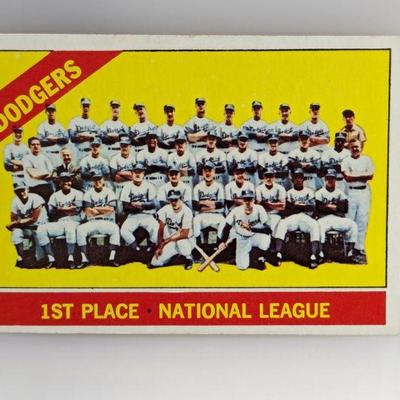 DODGERS
1ST PLACE · NATIONAL LEAGUE